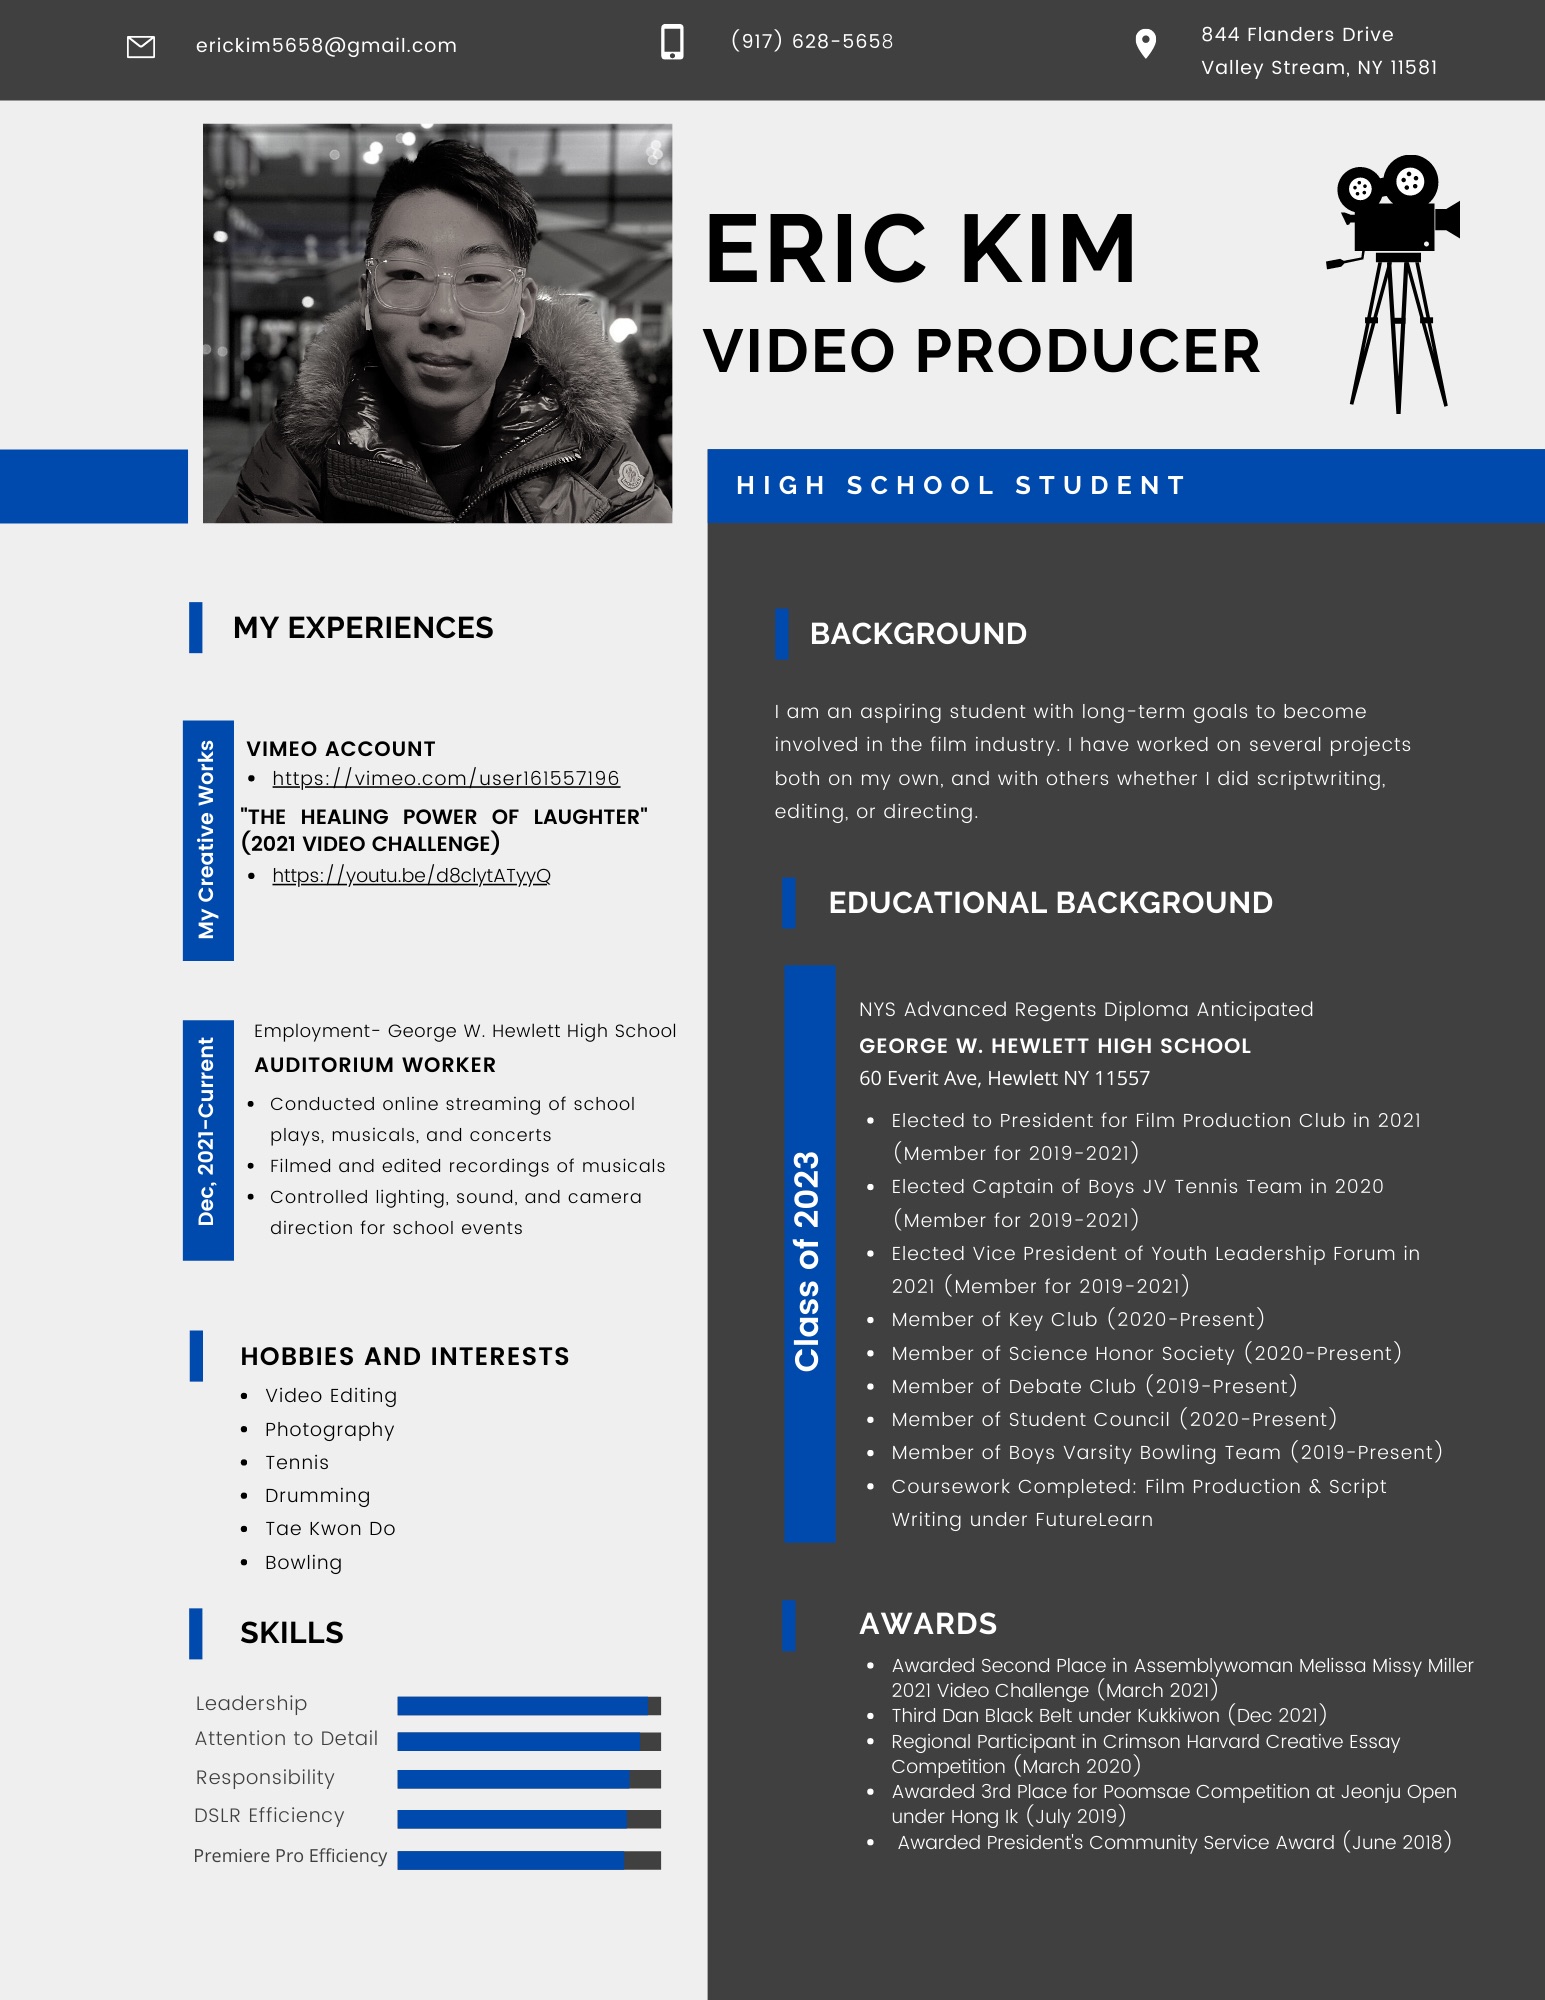 erickim5658@gmail.com
(917) 628-5658
844 Flanders Drive
Valley Stream, NY 11581
ERIC KIM
VIDEO PRODUCER
HIGH SCHOOL STUDENT
MY EXPERIENCES
My Creative Works
VIMEO ACCOUNT
• https://vimeo.com/user161557196
"THE HEALING POWER OF LAUGHTER"
(2021 VIDEO CHALLENGE)
• https://youtu.be/d8clytATyyQ
Dec, 2021-Current
Employment- George W. Hewlett High School
AUDITORIUM WORKER
• Conducted online streaming of school
plays, musicals, and concerts
• Filmed and edited recordings of musicals
• Controlled lighting, sound, and camera
direction for school events
HOBBIES AND INTERESTS
• Video Editing
• Photography
• Tennis
• Drumming
• Tae Kwon Do
• Bowling
SKILLS
Leadership
Attention to Detail
Responsibility
DSLR Efficiency
Premiere Pro Efficiency
BACKGROUND
I am an aspiring student with long-term goals to become
involved in the film industry. I have worked on several projects
both on my own, and with others whether I did scriptwriting,
editing, or directing.
EDUCATIONAL BACKGROUND
Class of 2023
NYS Advanced Regents Diploma Anticipated
GEORGE W. HEWLETT HIGH SCHOOL
60 Everit Ave, Hewlett NY 11557
• Elected to President for Film Production Club in 2021
(Member for 2019-2021)
• Elected Captain of Boys JV Tennis Team in 2020
(Member for 2019-2021)
• Elected Vice President of Youth Leadership Forum in
2021 (Member for 2019-2021)
• Member of Key Club (2020-Present)
• Member of Science Honor Society (2020-Present)
• Member of Debate Club (2019-Present)
• Member of Student Council (2020-Present)
• Member of Boys Varsity Bowling Team (2019-Present)
• Coursework Completed: Film Production & Script
Writing under FutureLearn
AWARDS
• Awarded Second Place in Assemblywoman Melissa Missy Miller
2021 Video Challenge (March 2021)
• Third Dan Black Belt under Kukkiwon (Dec 2021)
• Regional Participant in Crimson Harvard Creative Essay
Competition (March 2020)
• Awarded 3rd Place for Poomsae Competition at Jeonju Open
under Hong Ik (July 2019)
• Awarded President's Community Service Award (June 2018)